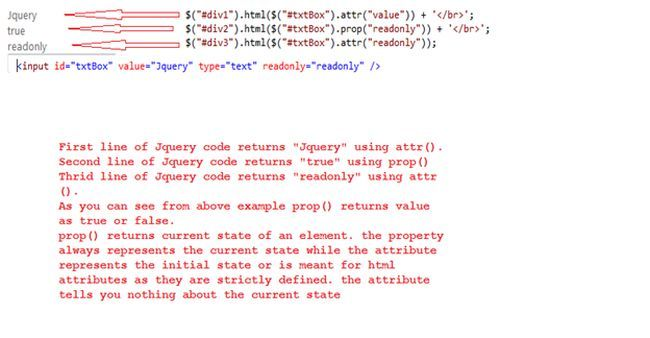 Jquery $("#div1").html($("#txtBox").attr("value")) + '</br>';
true $("#div2").html($("#txtBox").prop("readonly")) + '</br>';
readonly $("#div3").html($("#txtBox").attr("readonly"));
<input id="txtBox" value="Jquery" type="text" readonly="readonly" />
First line of Jquery code returns "Jquery" using attr().
Second line of Jquery code returns "true" using prop()
Thrid line of Jquery code returns "readonly" using attr
().
As you can see from above example prop() returns value
as true or false.
prop() returns current state of an element. the property
always represents the current state while the attribute
represents the initial state or is meant for html
attributes as they are strictly defined. the attribute
tells you nothing about the current state